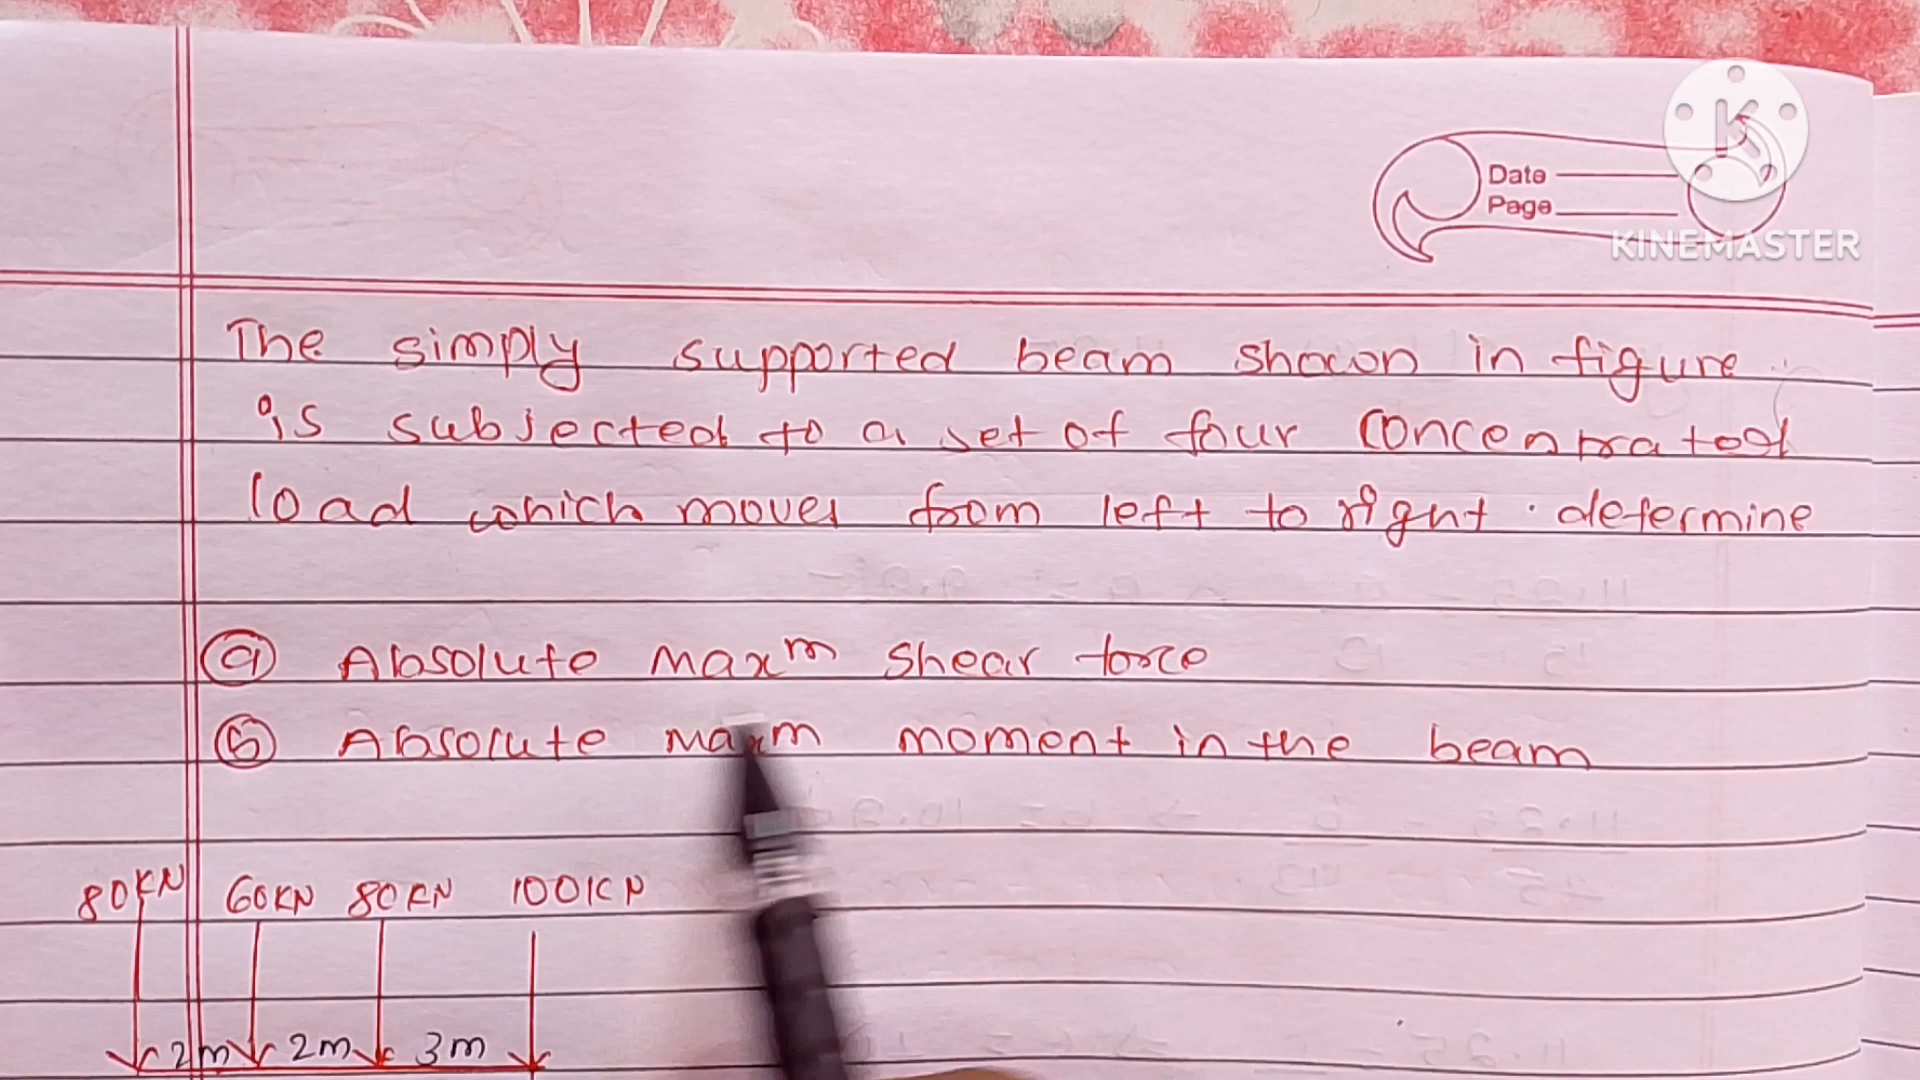 Date
Page
KINEMASTER
The simply supported beam shown in figure
is subjected to a set of four concentrated
load which moves from left to right. determine
(a) Absolute maxm shear force
(b) Absolute maxm moment in the beam
80KN 60KN 80KN 100KN
2m 2m 3m